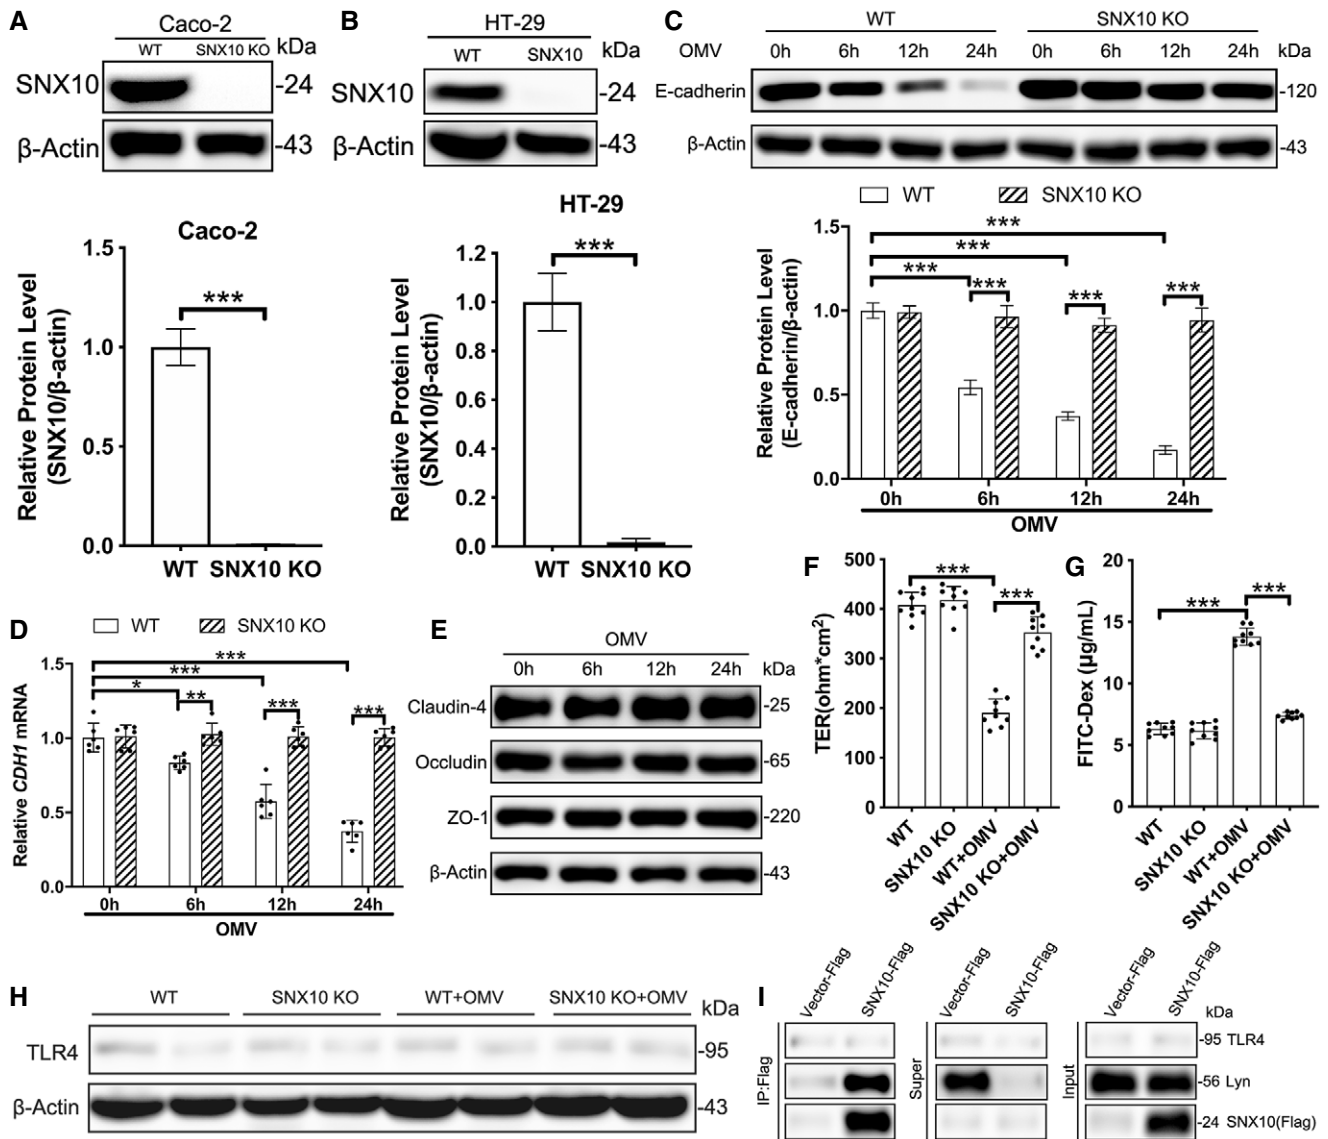 A
Caco-2
WT SNX10 KO kDa
SNX10 -24
β-Actin -43
Caco-2
Relative Protein Level
(SNX10/β-actin)
1.5
1.0
0.5
0.0
***
WT SNX10 KO
B
HT-29
WT SNX10 kDa
SNX10 -24
β-Actin -43
HT-29
Relative Protein Level
(SNX10/β-actin)
1.2
1.0
0.8
0.6
0.4
0.2
0.0
***
WT SNX10 KO
C
WT SNX10 KO
OMV 0h 6h 12h 24h 0h 6h 12h 24h kDa
E-cadherin -120
β-Actin -43
WT SNX10 KO
Relative Protein Level
(E-cadherin/β-actin)
1.5
1.0
0.5
0.0
***
***
***
***
***
***
0h 6h 12h 24h
OMV
D
WT SNX10 KO
Relative CDH1 mRNA
1.5
1.0
0.5
0.0
***
***
*
**
***
***
0h 6h 12h 24h
OMV
E
OMV
0h 6h 12h 24h kDa
Claudin-4 -25
Occludin -65
ZO-1 -220
β-Actin -43
F
TER(ohm*cm2)
500
400
300
200
100
0
***
***
WT
SNX10 KO
WT+OMV
SNX10 KO+OMV
G
FITC-Dex (μg/mL)
20
15
10
5
0
***
***
WT
SNX10 KO
WT+OMV
SNX10 KO+OMV
H
WT SNX10 KO WT+OMV SNX10 KO+OMV kDa
TLR4 -95
β-Actin -43
I
Vector-Flag SNX10-Flag Vector-Flag SNX10-Flag Vector-Flag SNX10-Flag
kDa
IP:Flag
Super
Input
-95 TLR4
-56 Lyn
-24 SNX10(Flag)